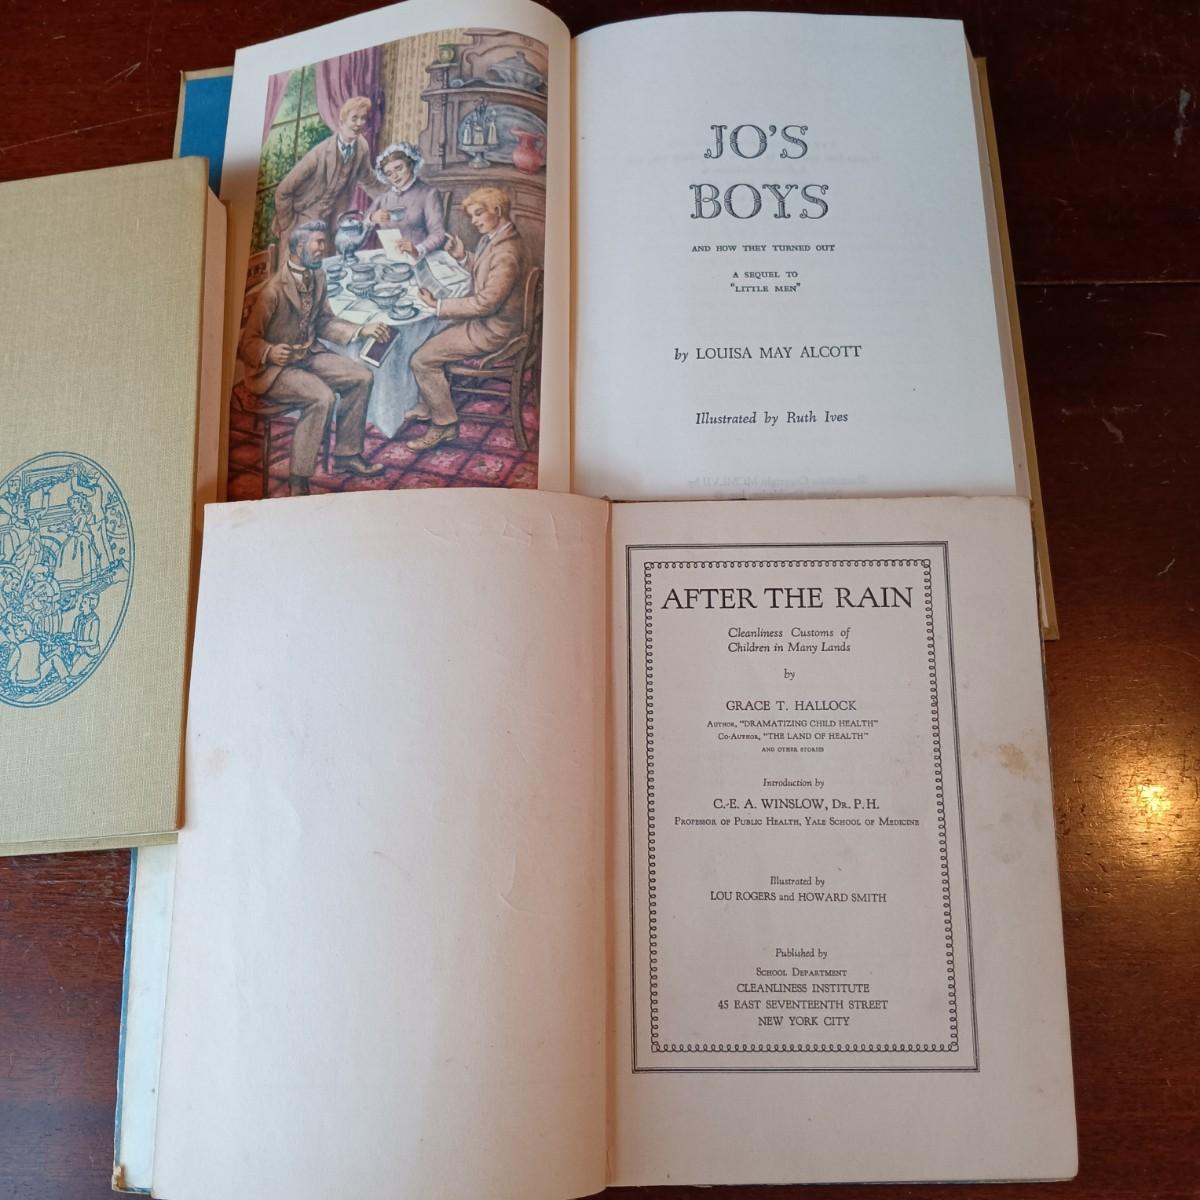 JO'S
BOYS
AND HOW THEY TURNED OUT
A SEQUEL TO
"LITTLE MEN"
by LOUISA MAY ALCOTT
Illustrated by Ruth Ives
AFTER THE RAIN
Cleanliness Customs of
Children in Many Lands
by
GRACE T. HALLOCK
AUTHOR, "DRAMATIZING CHILD HEALTH"
CO-AUTHOR, "THE LAND OF HEALTH"
AND OTHER STORIES
Introduction by
C.-E. A. WINSLOW, DR. P.H.
PROFESSOR OF PUBLIC HEALTH, YALE SCHOOL OF MEDICINE
Illustrated by
LOU ROGERS and HOWARD SMITH
Published by
SCHOOL DEPARTMENT
CLEANLINESS INSTITUTE
45 EAST SEVENTEENTH STREET
NEW YORK CITY